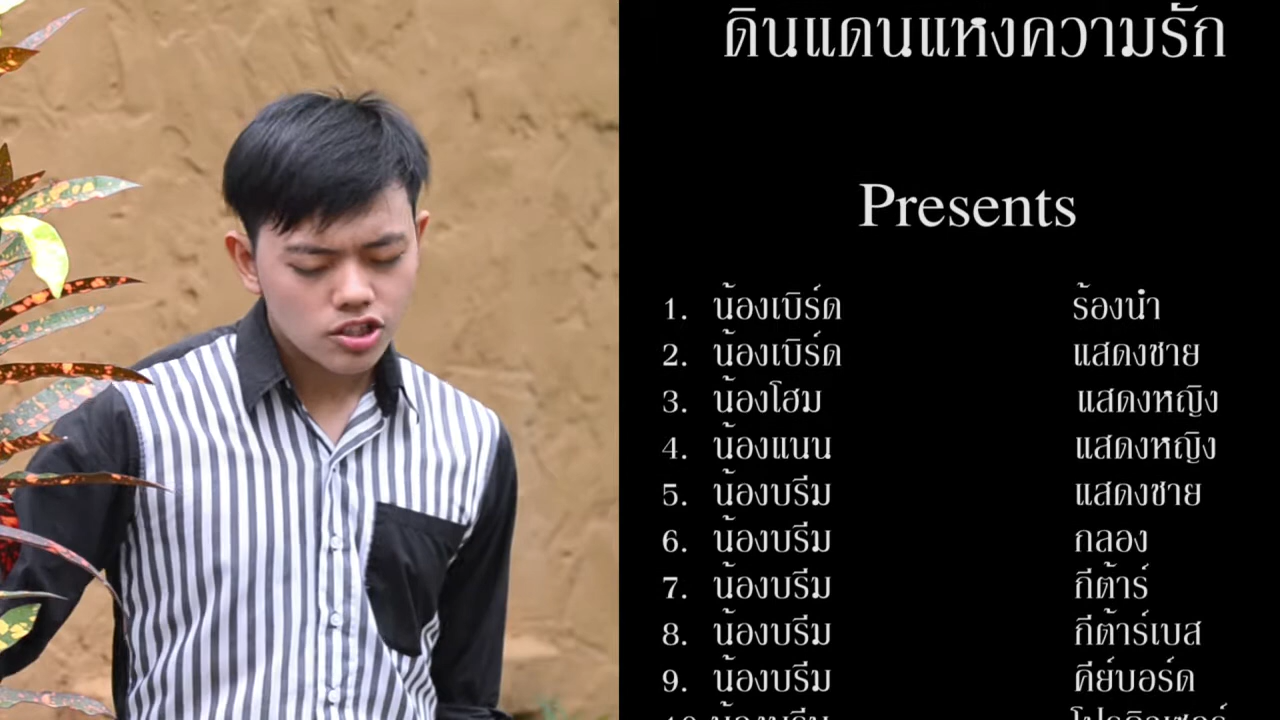 ดินแดนแห่งความรัก
Presents
1. น้องเบิร์ด ร้องนำ
2. น้องเบิร์ด แสดงชาย
3. น้องโฮม แสดงหญิง
4. น้องแนน แสดงหญิง
5. น้องบรีม แสดงชาย
6. น้องบรีม กลอง
7. น้องบรีม กีต้าร์
8. น้องบรีม กีต้าร์เบส
9. น้องบรีม คีย์บอร์ด